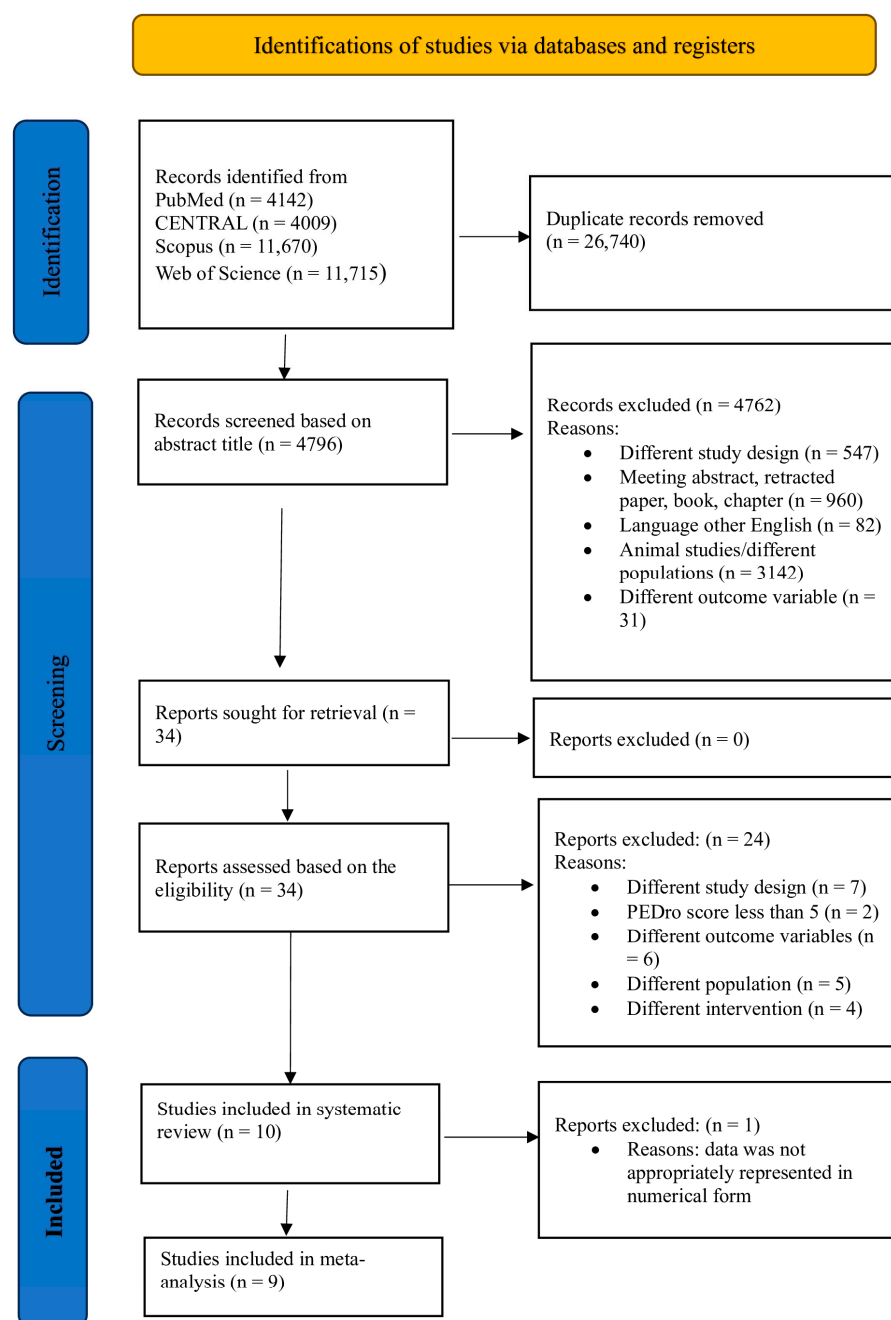 Identifications of studies via databases and registers
Identification
Records identified from
PubMed (n = 4142)
CENTRAL (n = 4009)
Scopus (n = 11,670)
Web of Science (n = 11,715)
Duplicate records removed
(n = 26,740)
Screening
Records screened based on
abstract title (n = 4796)
Records excluded (n = 4762)
Reasons:
• Different study design (n = 547)
• Meeting abstract, retracted
paper, book, chapter (n = 960)
• Language other English (n = 82)
• Animal studies/different
populations (n = 3142)
• Different outcome variable (n =
31)
Reports sought for retrieval (n =
34)
Reports excluded (n = 0)
Reports assessed based on the
eligibility (n = 34)
Reports excluded: (n = 24)
Reasons:
• Different study design (n = 7)
• PEDro score less than 5 (n = 2)
• Different outcome variables (n
= 6)
• Different population (n = 5)
• Different intervention (n = 4)
Included
Studies included in systematic
review (n = 10)
Reports excluded: (n = 1)
• Reasons: data was not
appropriately represented in
numerical form
Studies included in meta-
analysis (n = 9)